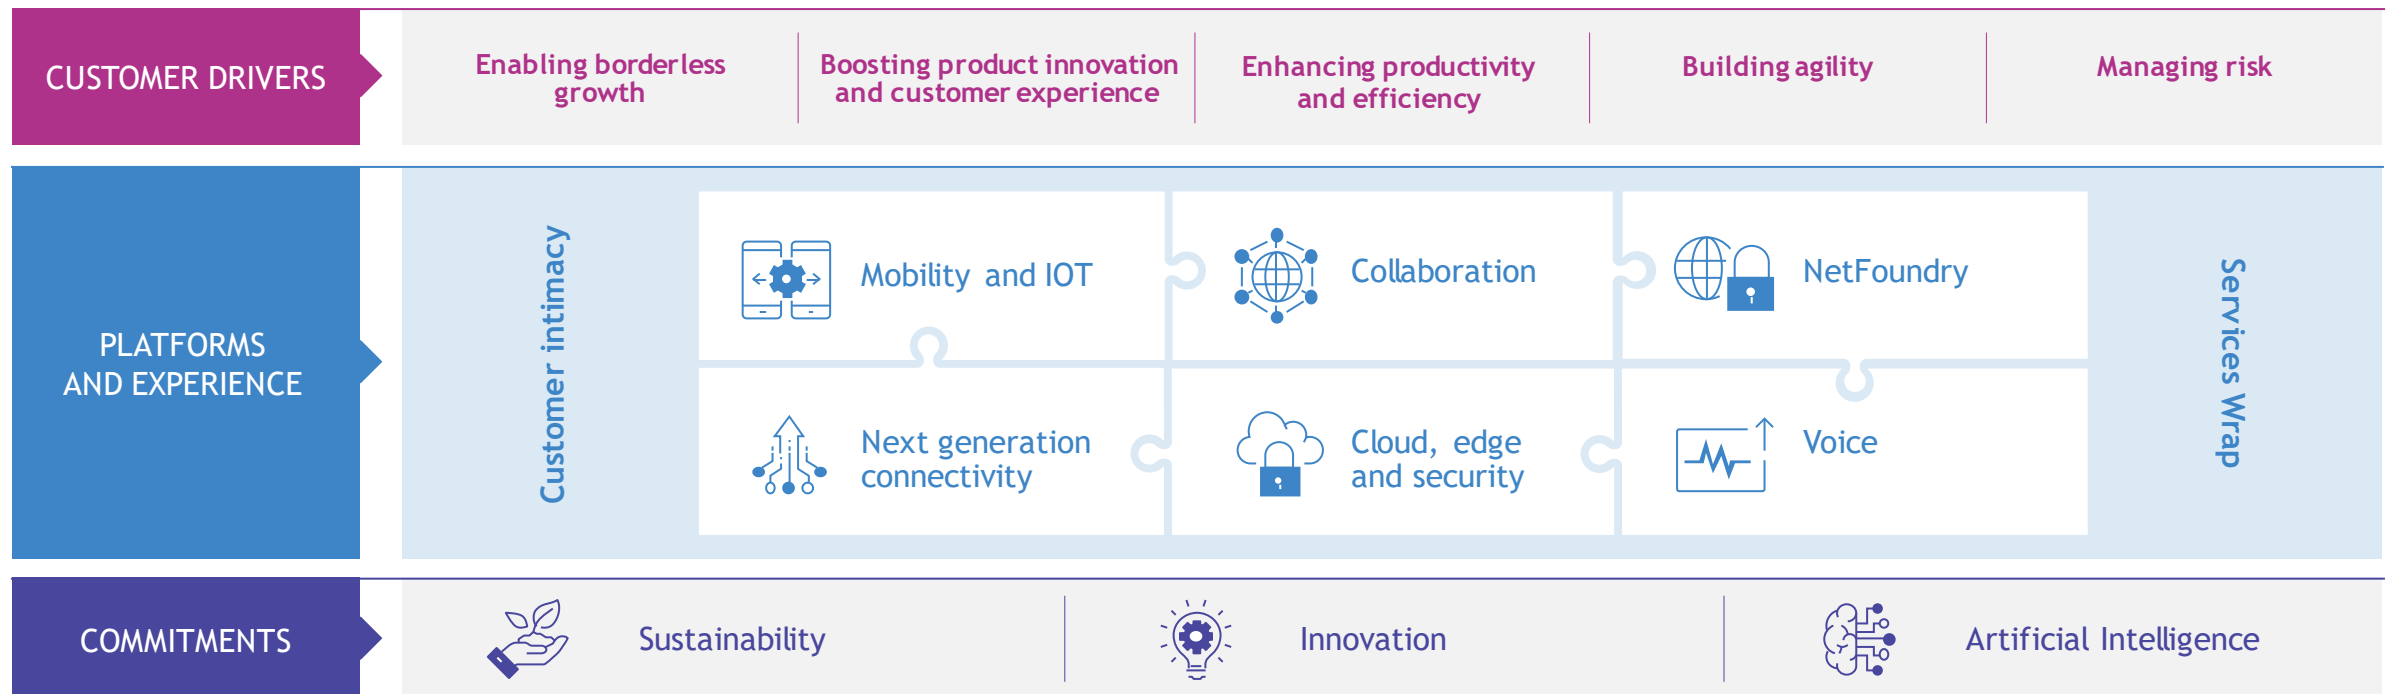 CUSTOMER DRIVERS
Enabling borderless
growth
Boosting product innovation
and customer experience
Enhancing productivity
and efficiency
Building agility
Managing risk
PLATFORMS
AND EXPERIENCE
Customer intimacy
Mobility and IOT
Collaboration
NetFoundry
Next generation
connectivity
Cloud, edge
and security
Voice
Services Wrap
COMMITMENTS
Sustainability
Innovation
Artificial Intelligence